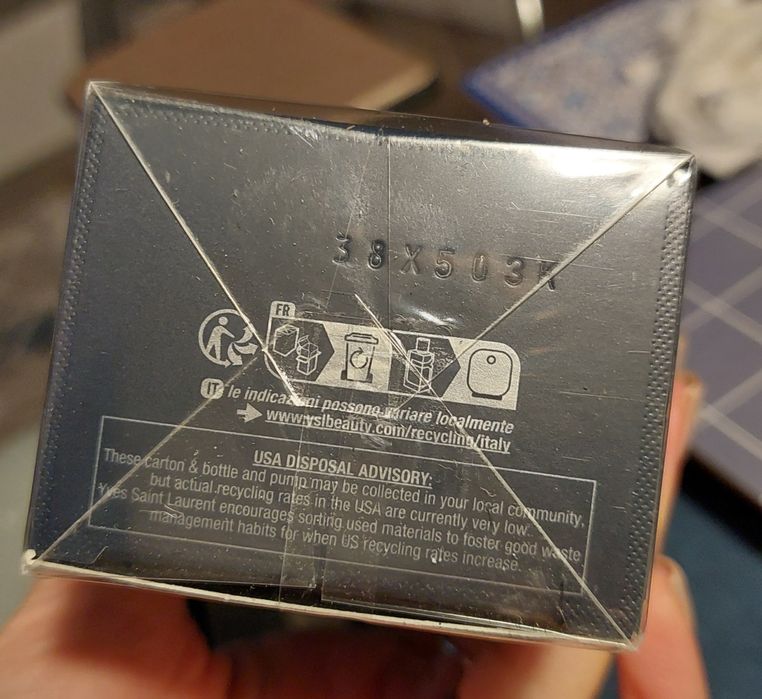 38X503K
FR
IT le indicazioni possono variare localmente
www.yslbeauty.com/recycling/italy
USA DISPOSAL ADVISORY:
These carton & bottle and pump may be collected in your local community,
but actual recycling rates in the USA are currently very low.
Yves Saint Laurent encourages sorting used materials to foster good waste
management habits for when US recycling rates increase.